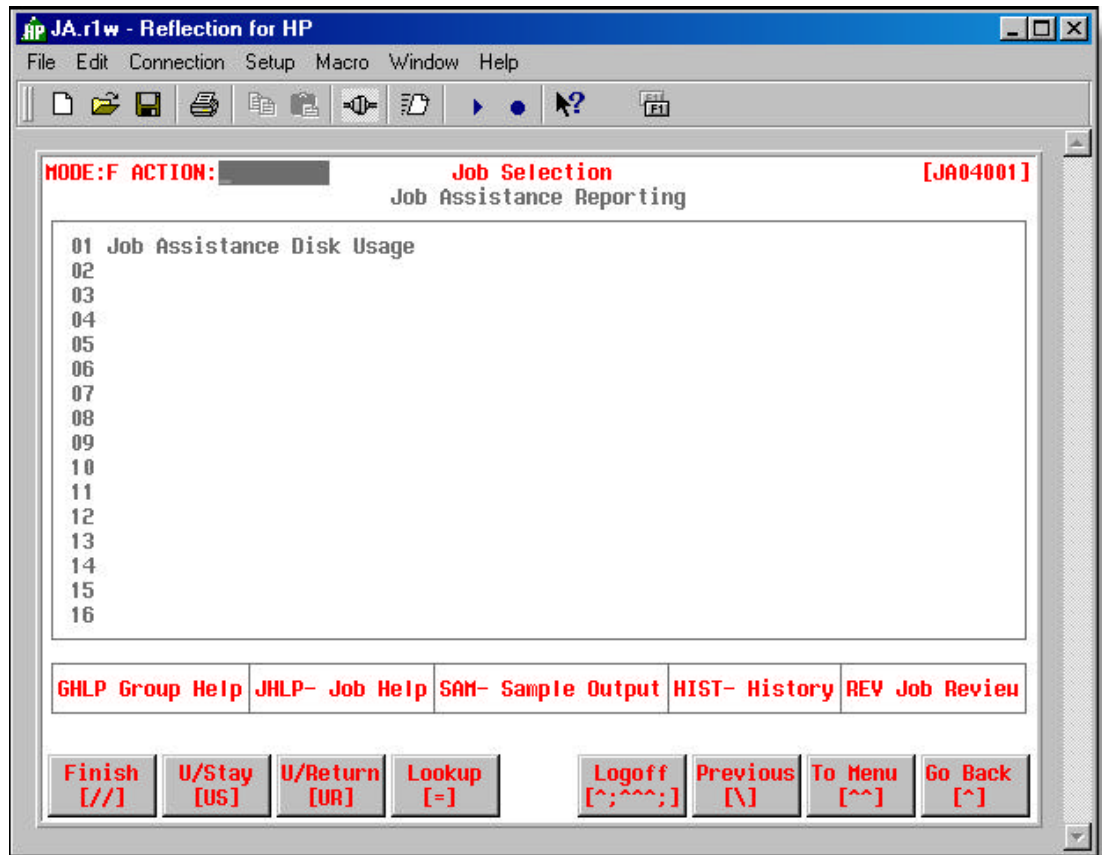 JA.r1w - Reflection for HP
File Edit Connection Setup Macro Window Help
MODE:F ACTION: Job Selection [JA04001]
Job Assistance Reporting
01 Job Assistance Disk Usage
02
03
04
05
06
07
08
09
10
11
12
13
14
15
16
GHLP Group Help JHLP- Job Help SAM- Sample Output HIST- History REV Job Review
Finish U/Stay U/Return Lookup Logoff Previous To Menu Go Back
[//] [US] [UR] [=] [^;^^^;] [\] [^^] [^]